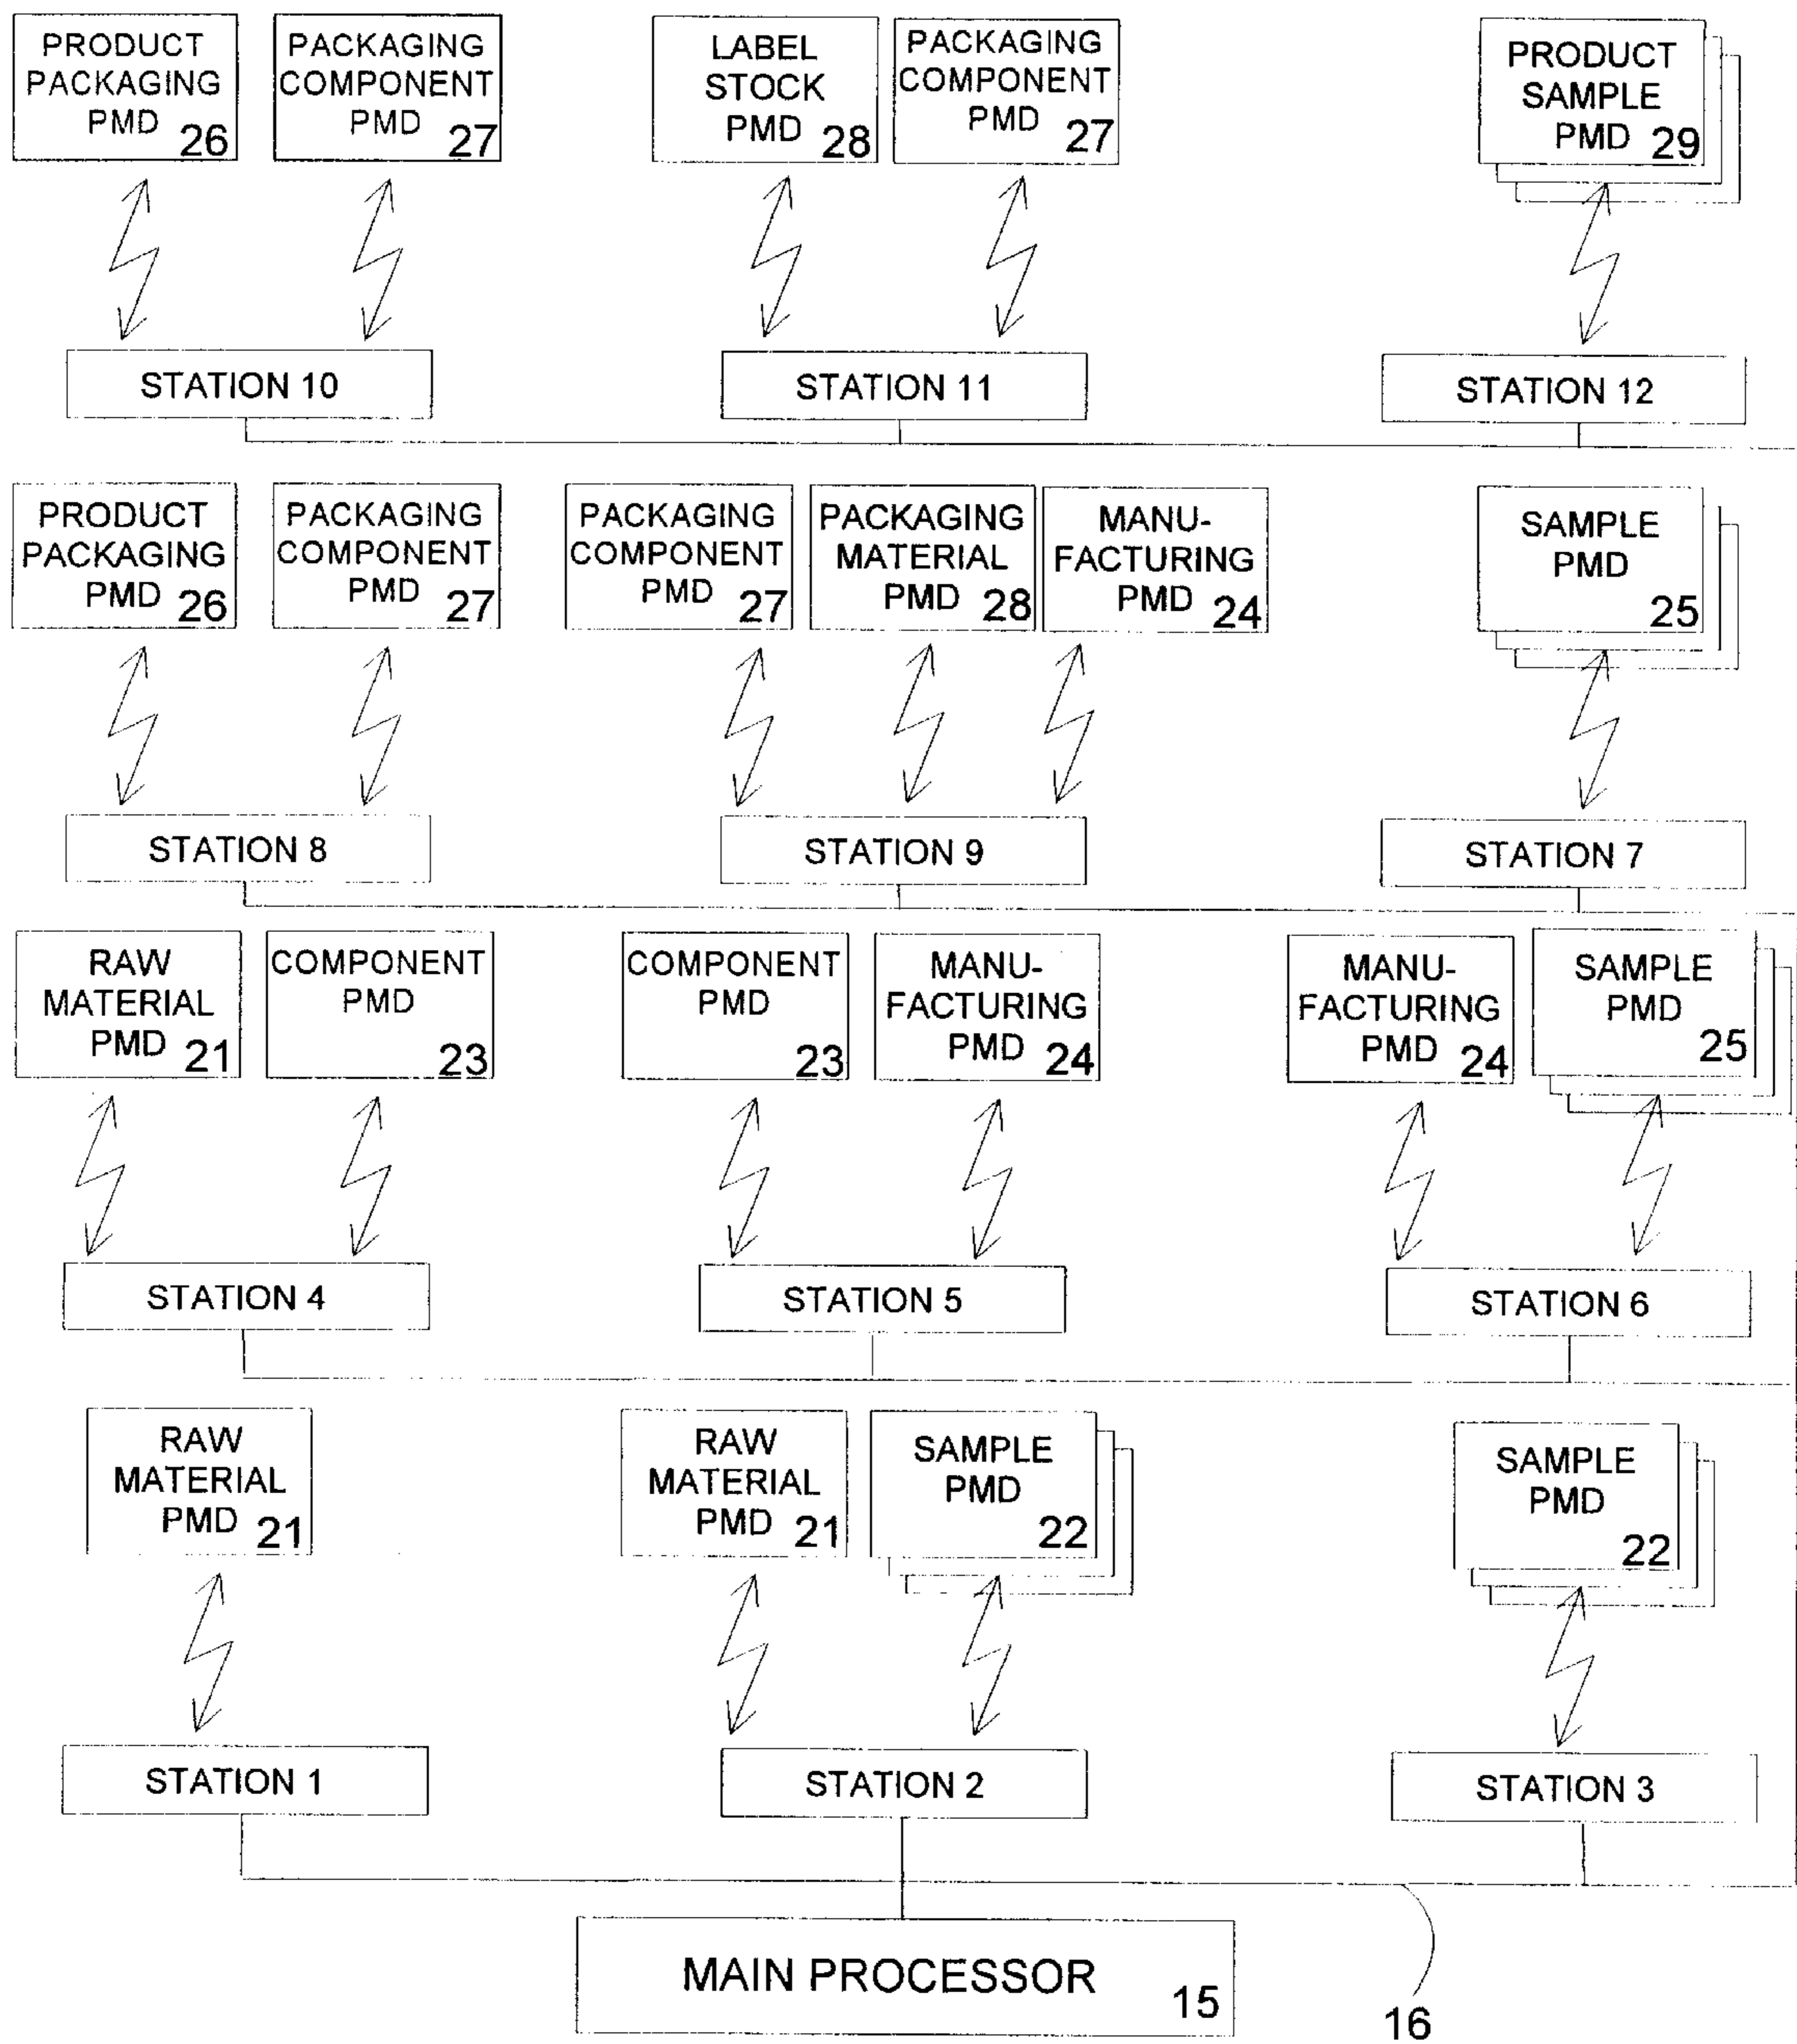 PRODUCT
PACKAGING
PMD 26
PACKAGING
COMPONENT
PMD 27
LABEL
STOCK
PMD 28
PACKAGING
COMPONENT
PMD 27
PRODUCT
SAMPLE
PMD 29
STATION 10
STATION 11
STATION 12
PRODUCT
PACKAGING
PMD 26
PACKAGING
COMPONENT
PMD 27
PACKAGING
COMPONENT
PMD 27
PACKAGING
MATERIAL
PMD 28
MANU-
FACTURING
PMD 24
SAMPLE
PMD
25
STATION 8
STATION 9
STATION 7
RAW
MATERIAL
PMD 21
COMPONENT
PMD
23
COMPONENT
PMD
23
MANU-
FACTURING
PMD 24
MANU-
FACTURING
PMD 24
SAMPLE
PMD
25
STATION 4
STATION 5
STATION 6
RAW
MATERIAL
PMD 21
RAW
MATERIAL
PMD 21
SAMPLE
PMD
22
SAMPLE
PMD
22
STATION 1
STATION 2
STATION 3
MAIN PROCESSOR
15
16